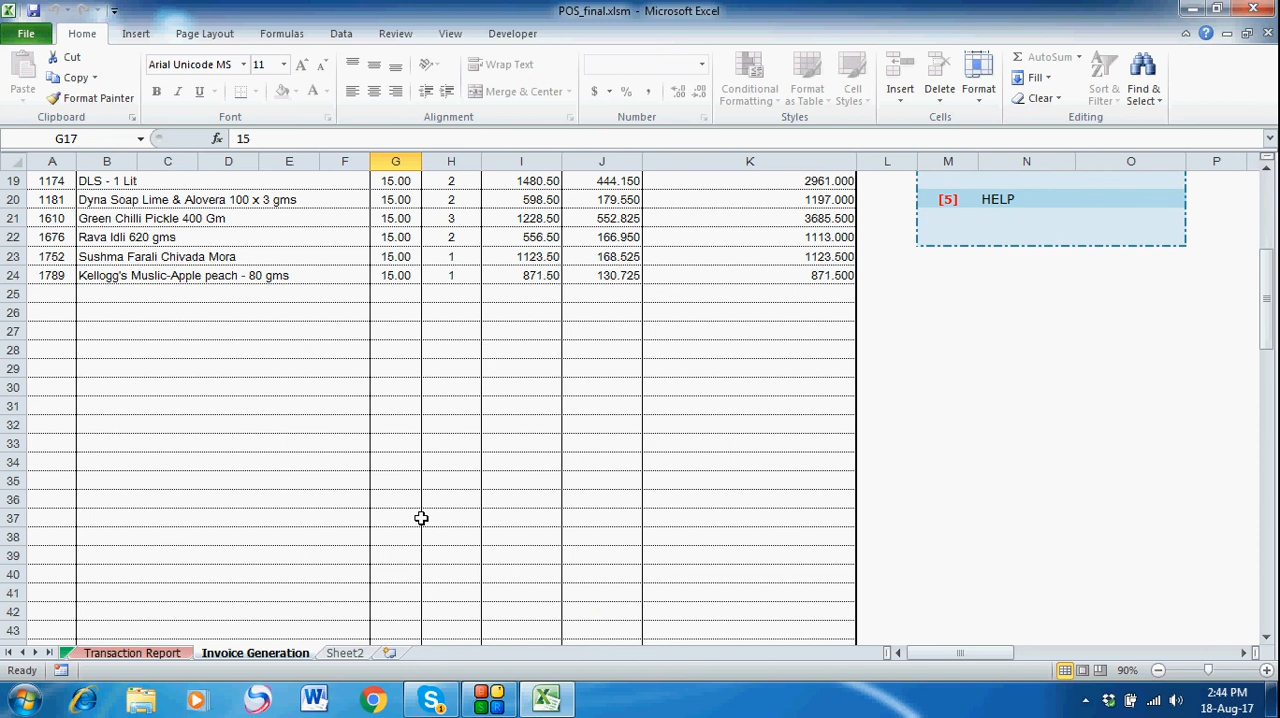 POS_final.xlsm - Microsoft Excel
File Home Insert Page Layout Formulas Data Review View Developer
Paste
Cut
Copy
Format Painter
Clipboard
Arial Unicode MS 11
B I U
Font
Wrap Text
Merge & Center
Alignment
$ % ,
Number
Conditional Formatting
Format as Table
Cell Styles
Styles
Insert Delete Format
Cells
AutoSum
Fill
Clear
Sort & Filter
Find & Select
Editing
G17 fx 15
A B C D E F G H I J K L M N O P
19 1174 DLS - 1 Lit 15.00 2 1480.50 444.150 2961.000
20 1181 Dyna Soap Lime & Alovera 100 x 3 gms 15.00 2 598.50 179.550 1197.000 [5] HELP
21 1610 Green Chilli Pickle 400 Gm 15.00 3 1228.50 552.825 3685.500
22 1676 Rava Idli 620 gms 15.00 2 556.50 166.950 1113.000
23 1752 Sushma Farali Chivada Mora 15.00 1 1123.50 168.525 1123.500
24 1789 Kellogg's Muslic-Apple peach - 80 gms 15.00 1 871.50 130.725 871.500
25
26
27
28
29
30
31
32
33
34
35
36
37
38
39
40
41
42
43
Transaction Report Invoice Generation Sheet2
Ready 90%
2:44 PM
18-Aug-17